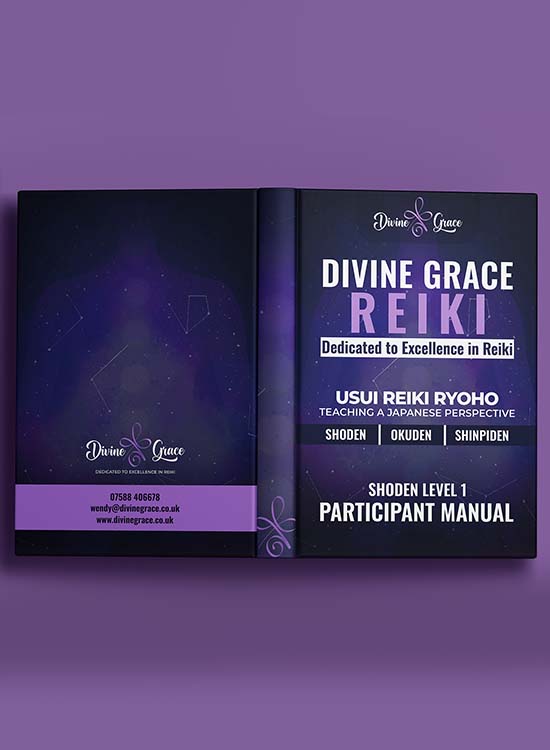 Divine Grace
DEDICATED TO EXCELLENCE IN REIKI
07588 406678
wendy@divinegrace.co.uk
www.divinegrace.co.uk
Divine Grace
DIVINE GRACE
REIKI
Dedicated to Excellence in Reiki
USUI REIKI RYOHO
TEACHING A JAPANESE PERSPECTIVE
SHODEN | OKUDEN | SHINPIDEN
SHODEN LEVEL 1
PARTICIPANT MANUAL